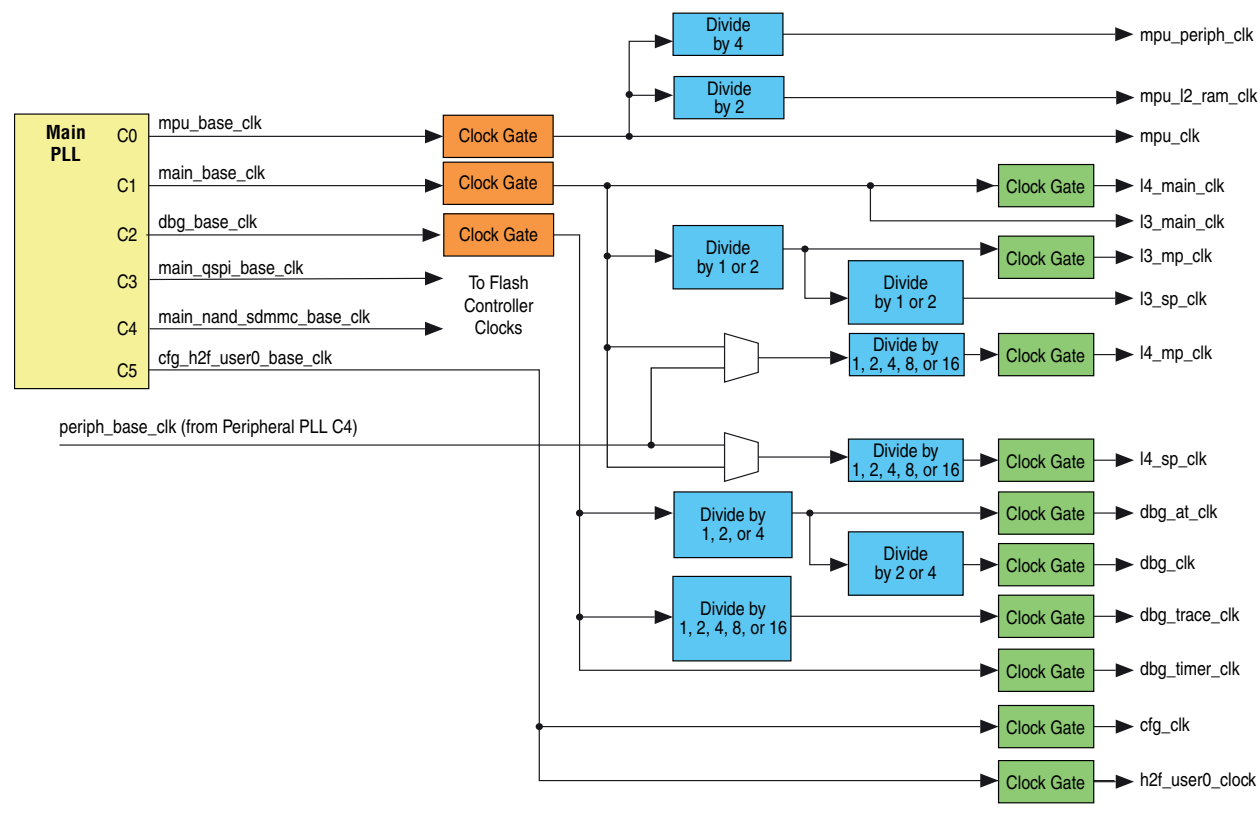 Divide
by 4
mpu_periph_clk
Divide
by 2
mpu_l2_ram_clk
Main
PLL
C0
mpu_base_clk
Clock Gate
mpu_clk
C1
main_base_clk
Clock Gate
Clock Gate
l4_main_clk
l3_main_clk
C2
dbg_base_clk
Clock Gate
Divide
by 1 or 2
Clock Gate
l3_mp_clk
C3
main_qspi_base_clk
To Flash
Controller
Clocks
Divide
by 1 or 2
l3_sp_clk
C4
main_nand_sdmmc_base_clk
C5
cfg_h2f_user0_base_clk
Divide by
1, 2, 4, 8, or 16
Clock Gate
l4_mp_clk
periph_base_clk (from Peripheral PLL C4)
Divide by
1, 2, 4, 8, or 16
Clock Gate
l4_sp_clk
Divide by
1, 2, or 4
Clock Gate
dbg_at_clk
Divide
by 2 or 4
Clock Gate
dbg_clk
Divide by
1, 2, 4, 8, or 16
Clock Gate
dbg_trace_clk
Clock Gate
dbg_timer_clk
Clock Gate
cfg_clk
Clock Gate
h2f_user0_clock